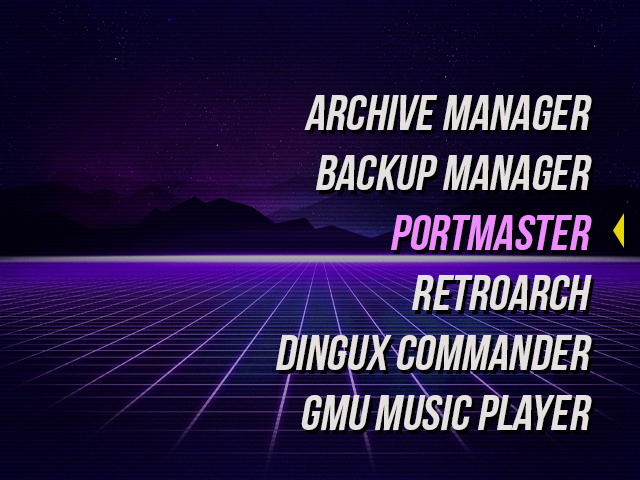 ARCHIVE MANAGER
BACKUP MANAGER
PORTMASTER
RETROARCH
DINGUX COMMANDER
GMU MUSIC PLAYER